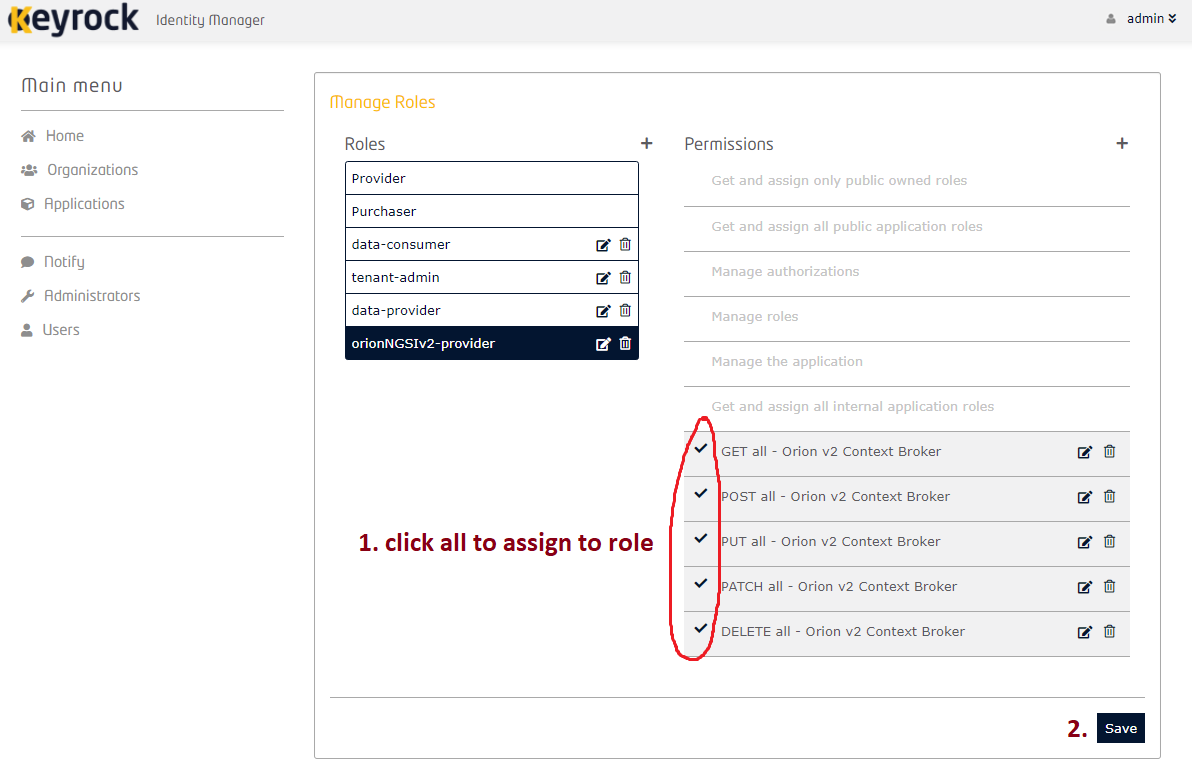 Keyrock Identity Manager
admin
Main menu
Home
Organizations
Applications
Notify
Administrators
Users
Manage Roles
Roles +
Provider
Purchaser
data-consumer
tenant-admin
data-provider
orionNGSIv2-provider
Permissions +
Get and assign only public owned roles
Get and assign all public application roles
Manage authorizations
Manage roles
Manage the application
Get and assign all internal application roles
GET all - Orion v2 Context Broker
POST all - Orion v2 Context Broker
PUT all - Orion v2 Context Broker
PATCH all - Orion v2 Context Broker
DELETE all - Orion v2 Context Broker
1. click all to assign to role
2. Save